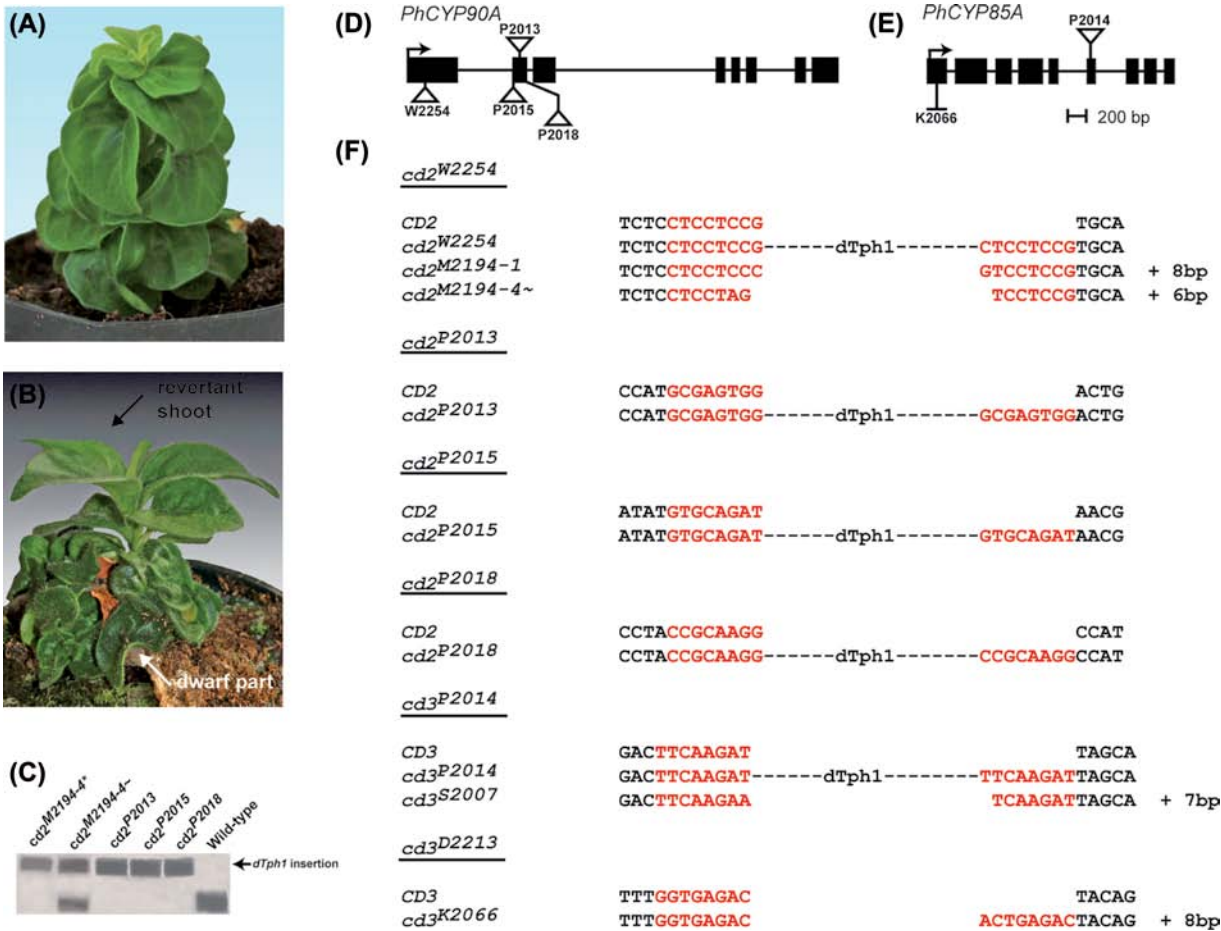 (A)
(B)
revertant
shoot
dwarf part
(C)
cd2M2194-4*
cd2M2194-4~
cd2P2013
cd2P2015
cd2P2018
Wild-type
dTph1 insertion
(D)
PhCYP90A
P2013
W2254
P2015
P2018
(E)
PhCYP85A
P2014
K2066
200 bp
(F)
cd2W2254
CD2 TCTCCTCCTCCG TGCA
cd2W2254 TCTCCTCCTCCG------dTph1-------CTCCTCCGTGCA
cd2M2194-1 TCTCCTCCTCCC GTCCTCCGTGCA + 8bp
cd2M2194-4~ TCTCCTCCTAG TCCTCCGTGCA + 6bp
cd2P2013
CD2 CCATGCGAGTGG ACTG
cd2P2013 CCATGCGAGTGG------dTph1-------GCGAGTGGACTG
cd2P2015
CD2 ATATGTGCAGAT AACG
cd2P2015 ATATGTGCAGAT------dTph1-------GTGCAGATAACG
cd2P2018
CD2 CCTACCGCAAGG CCAT
cd2P2018 CCTACCGCAAGG------dTph1-------CCGCAAGGCCAT
cd3P2014
CD3 GACTTCAAGAT TAGCA
cd3P2014 GACTTCAAGAT------dTph1-------TTCAAGATTAGCA
cd3S2007 GACTTCAAGAA TCAAGATTAGCA + 7bp
cd3D2213
CD3 TTTGGTGAGAC TACAG
cd3K2066 TTTGGTGAGAC ACTGAGACTACAG + 8bp